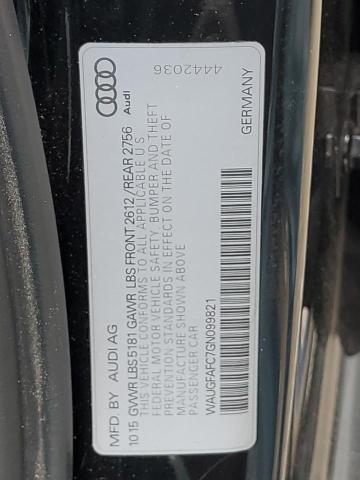 MFD. BY AUDI AG
10 15 GVWR LBS 5181 GAWR LBS FRONT 2612 / REAR 2756
THIS VEHICLE CONFORMS TO ALL APPLICABLE U S
FEDERAL MOTOR VEHICLE SAFETY, BUMPER AND THEFT
PREVENTION STANDARDS IN EFFECT ON THE DATE OF
MANUFACTURE SHOWN ABOVE
PASSENGER CAR
WAUGFAFC7GN099821
Audi
4442036
GERMANY